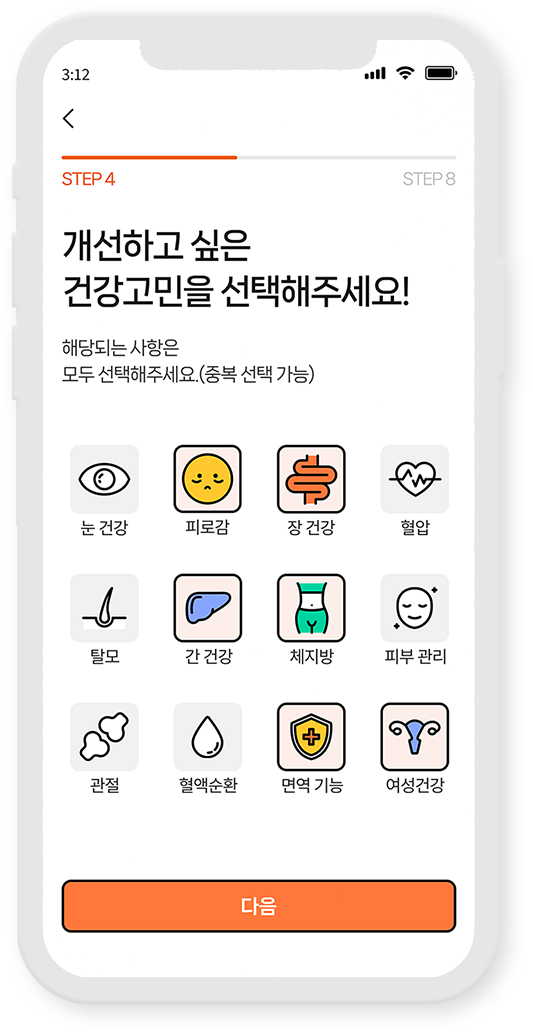 3:12
STEP 4 STEP 8
개선하고 싶은
건강고민을 선택해주세요!
해당되는 사항은
모두 선택해주세요.(중복 선택 가능)
눈 건강 피로감 장 건강 혈압
탈모 간 건강 체지방 피부 관리
관절 혈액순환 면역 기능 여성건강
다음